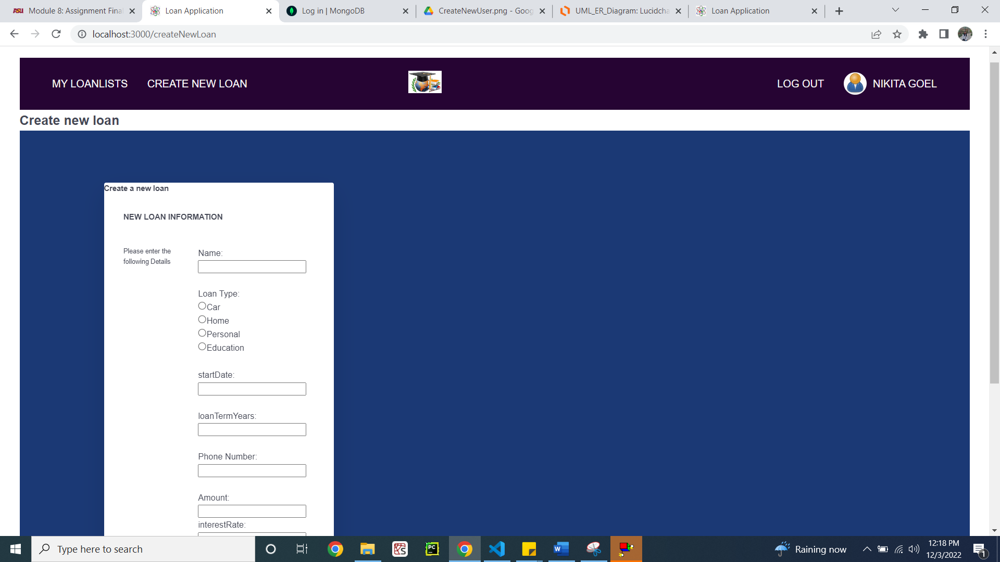 Module 8: Assignment Final
Loan Application
Log in | MongoDB
CreateNewUser.png - Goog
UML_ER_Diagram: Lucidcha
Loan Application
localhost:3000/createNewLoan
MY LOANLISTS
CREATE NEW LOAN
LOG OUT
NIKITA GOEL
Create new loan
Create a new loan
NEW LOAN INFORMATION
Please enter the
following Details
Name:
Loan Type:
Car
Home
Personal
Education
startDate:
loanTermYears:
Phone Number:
Amount:
interestRate:
Type here to search
PC
W
Raining now
12:18 PM
12/3/2022
1